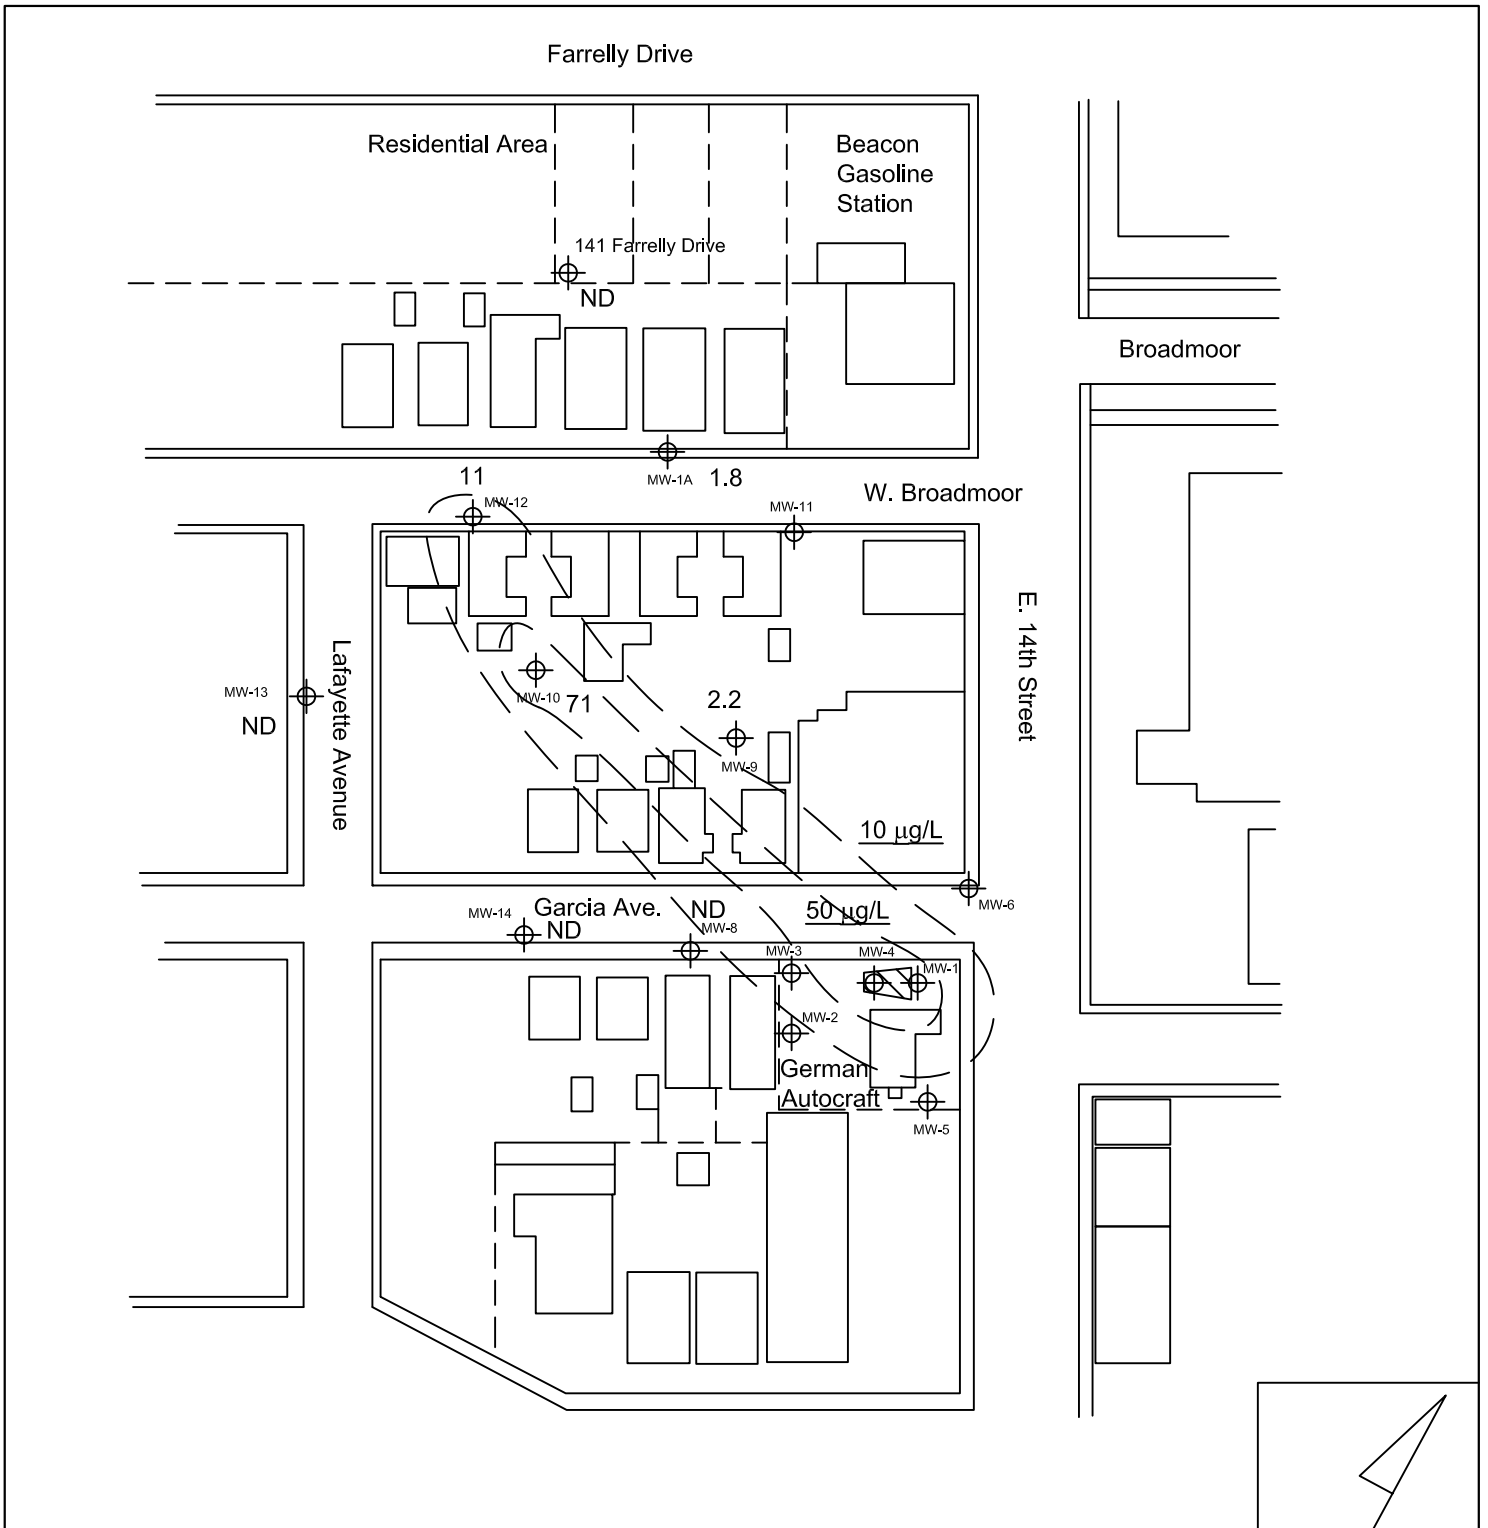 Farrelly Drive
Residential Area
Beacon
Gasoline
Station
141 Farrelly Drive
ND
Broadmoor
11
MW-1A
1.8
W. Broadmoor
MW-12
MW-11
E. 14th Street
Lafayette Avenue
MW-13
ND
MW-10
71
2.2
MW-9
10 µg/L
MW-14
Garcia Ave.
ND
ND
MW-8
50 µg/L
MW-6
MW-3
MW-4
MW-1
MW-2
German
Autocraft
MW-5